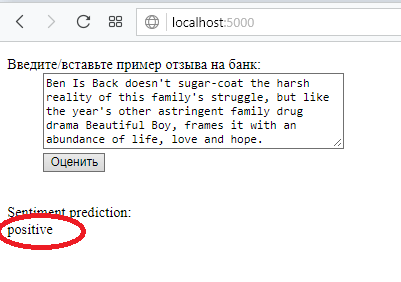 localhost:5000
Введите/вставьте пример отзыва на банк:
Ben Is Back doesn't sugar-coat the harsh
reality of this family's struggle, but like
the year's other astringent family drug
drama Beautiful Boy, frames it with an
abundance of life, love and hope.
Оценить
Sentiment prediction:
positive